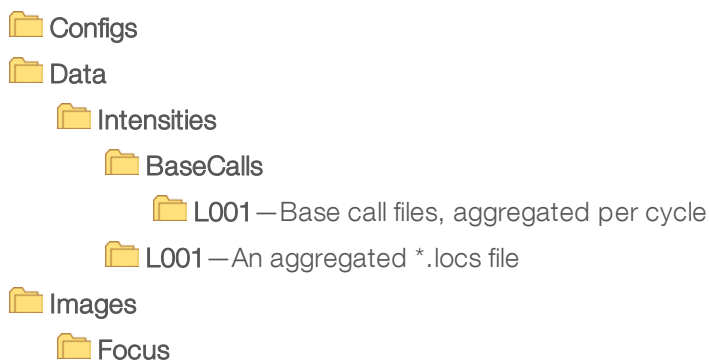 Configs
Data
Intensities
BaseCalls
L001—Base call files, aggregated per cycle
L001—An aggregated *.locs file
Images
Focus